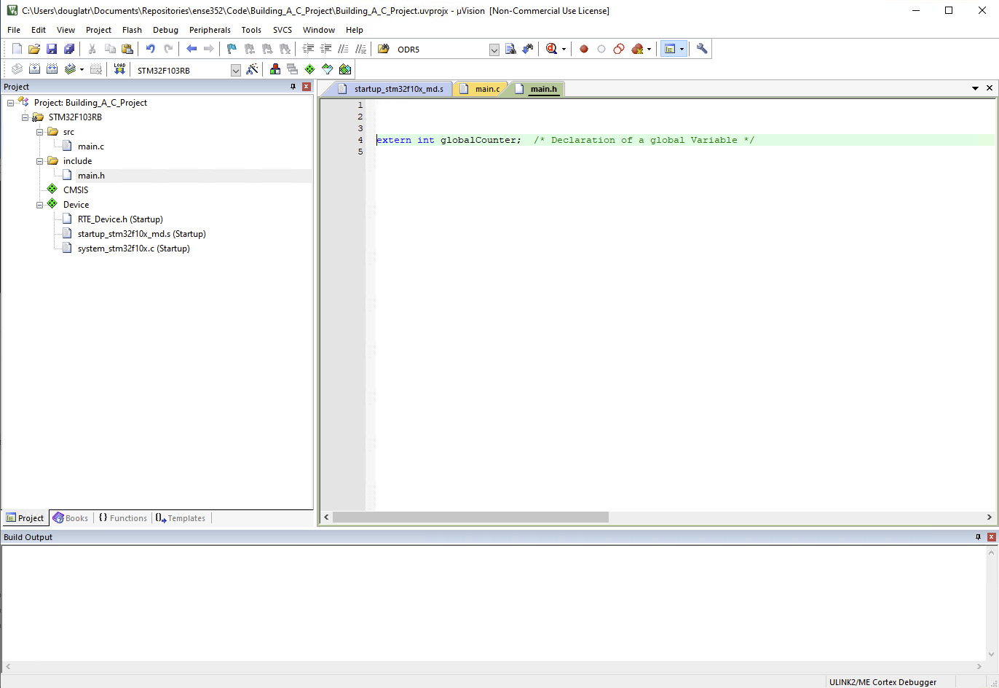 C:\Users\douglatr\Documents\Repositories\ense352\Code\Building_A_C_Project\Building_A_C_Project.uvprojx - µVision [Non-Commercial Use License]
File Edit View Project Flash Debug Peripherals Tools SVCS Window Help
ODR5
LOAD STM32F103RB
Project
startup_stm32f10x_md.s main.c main.h
Project: Building_A_C_Project
STM32F103RB
src
main.c
include
main.h
CMSIS
Device
RTE_Device.h (Startup)
startup_stm32f10x_md.s (Startup)
system_stm32f10x.c (Startup)
1
2
3
4 extern int globalCounter; /* Declaration of a global Variable */
5
Project Books {} Functions Templates
Build Output
ULINK2/ME Cortex Debugger